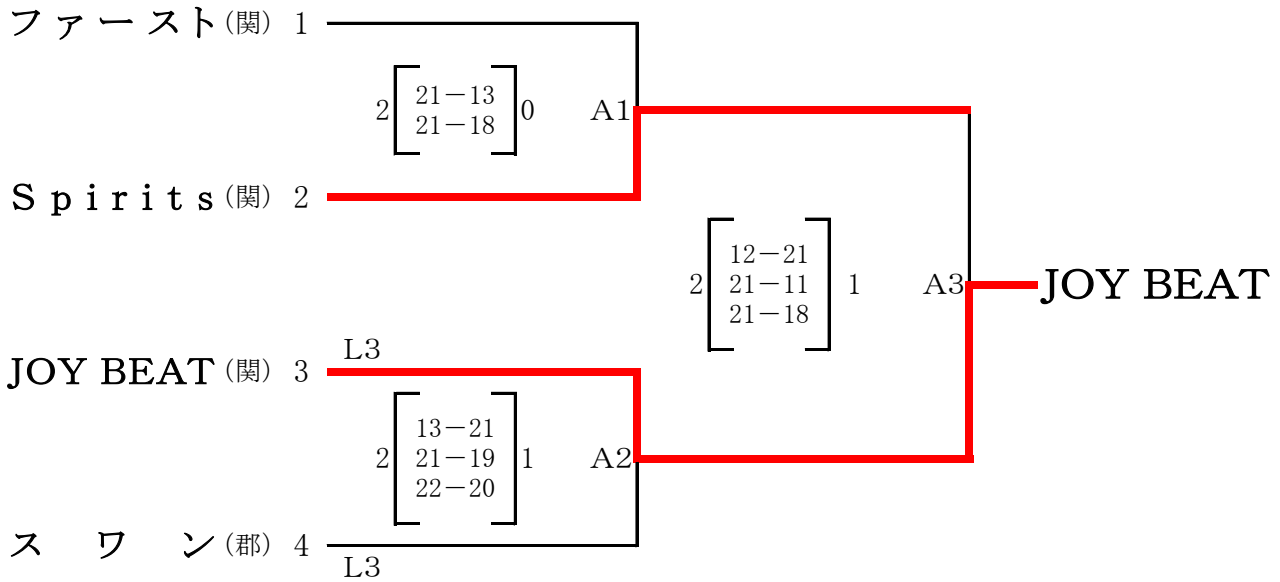 ファースト(関) 1
2 21－13 0 A1
21－18
Spirits(関) 2
12－21
2 21－11 1 A3 JOY BEAT
21－18
L3
JOY BEAT(関) 3
13－21
2 21－19 1 A2
22－20
スワン(郡) 4
L3